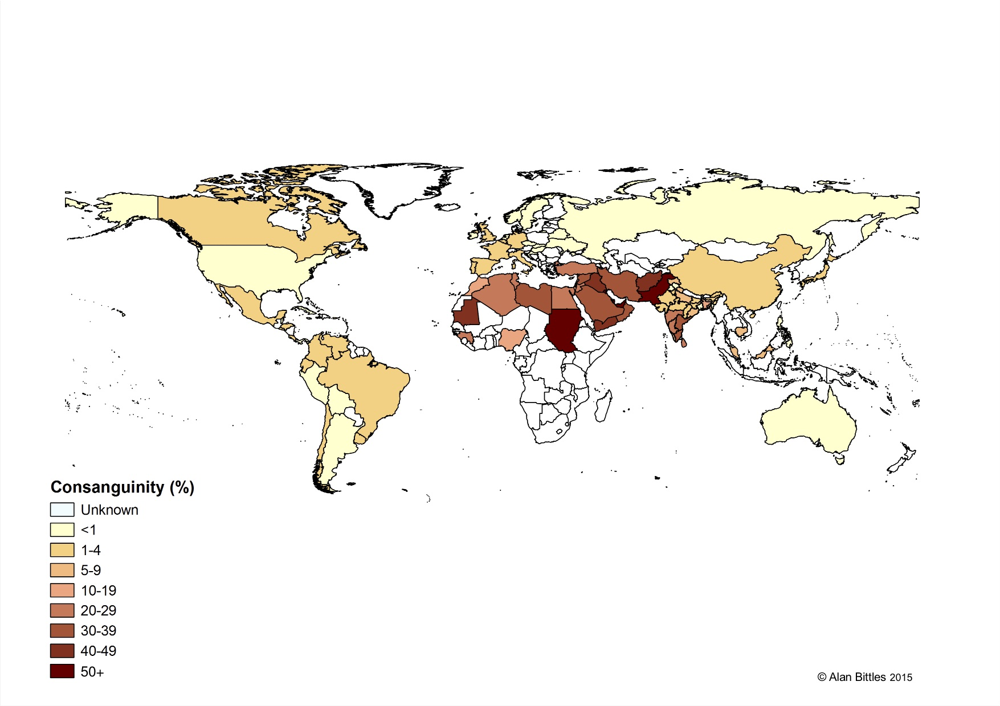 Consanguinity (%)
Unknown
<1
1-4
5-9
10-19
20-29
30-39
40-49
50+
© Alan Bittles 2015